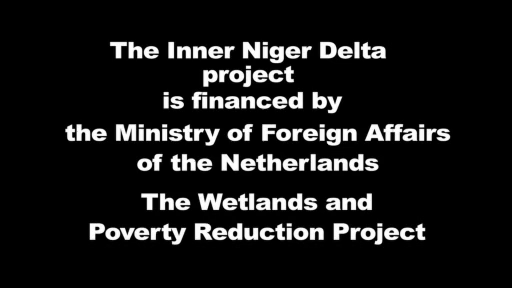 The Inner Niger Delta
project
is financed by
the Ministry of Foreign Affairs
of the Netherlands
The Wetlands and
Poverty Reduction Project